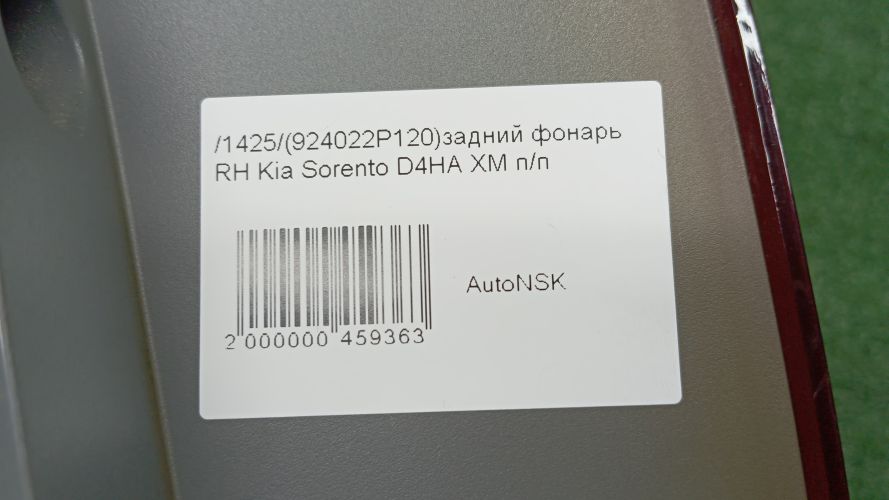 /1425/(924022P120)задний фонарь
RH Kia Sorento D4HA XM п/п
AutoNSK
2 000000 459363